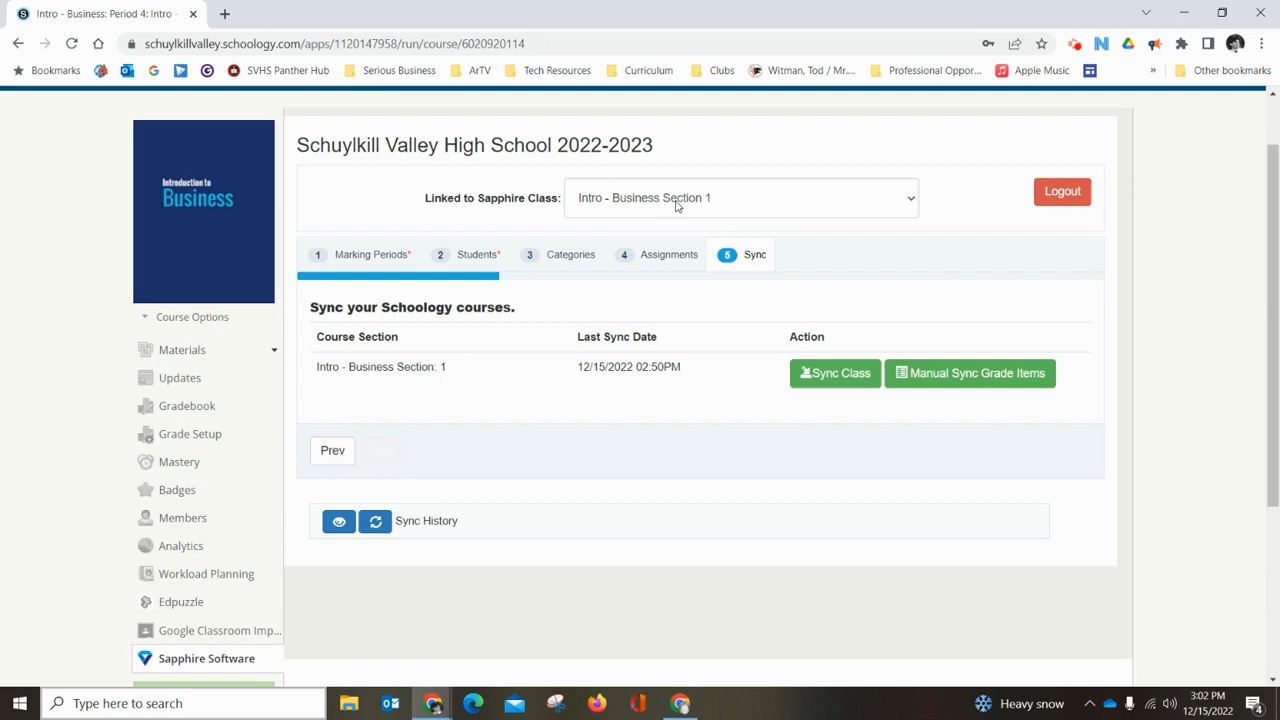 Intro - Business: Period 4: Intro -
schuylkillvalley.schoology.com/apps/1120147958/run/course/6020920114
Bookmarks
SVHS Panther Hub
Serious Business
ArTV
Tech Resources
Curriculum
Clubs
Witman, Tod / Mr....
Professional Oppor...
Apple Music
»
Other bookmarks
Introduction to
Business
Schuylkill Valley High School 2022-2023
Linked to Sapphire Class:
Intro - Business Section 1
Logout
1 Marking Periods*
2 Students*
3 Categories
4 Assignments
5 Sync
Sync your Schoology courses.
Course Section
Last Sync Date
Action
Intro - Business Section: 1
12/15/2022 02:50PM
Sync Class
Manual Sync Grade Items
Prev
Next
Sync History
Course Options
Materials
Updates
Gradebook
Grade Setup
Mastery
Badges
Members
Analytics
Workload Planning
Edpuzzle
Google Classroom Imp...
Sapphire Software
Type here to search
Heavy snow
3:02 PM
12/15/2022
4